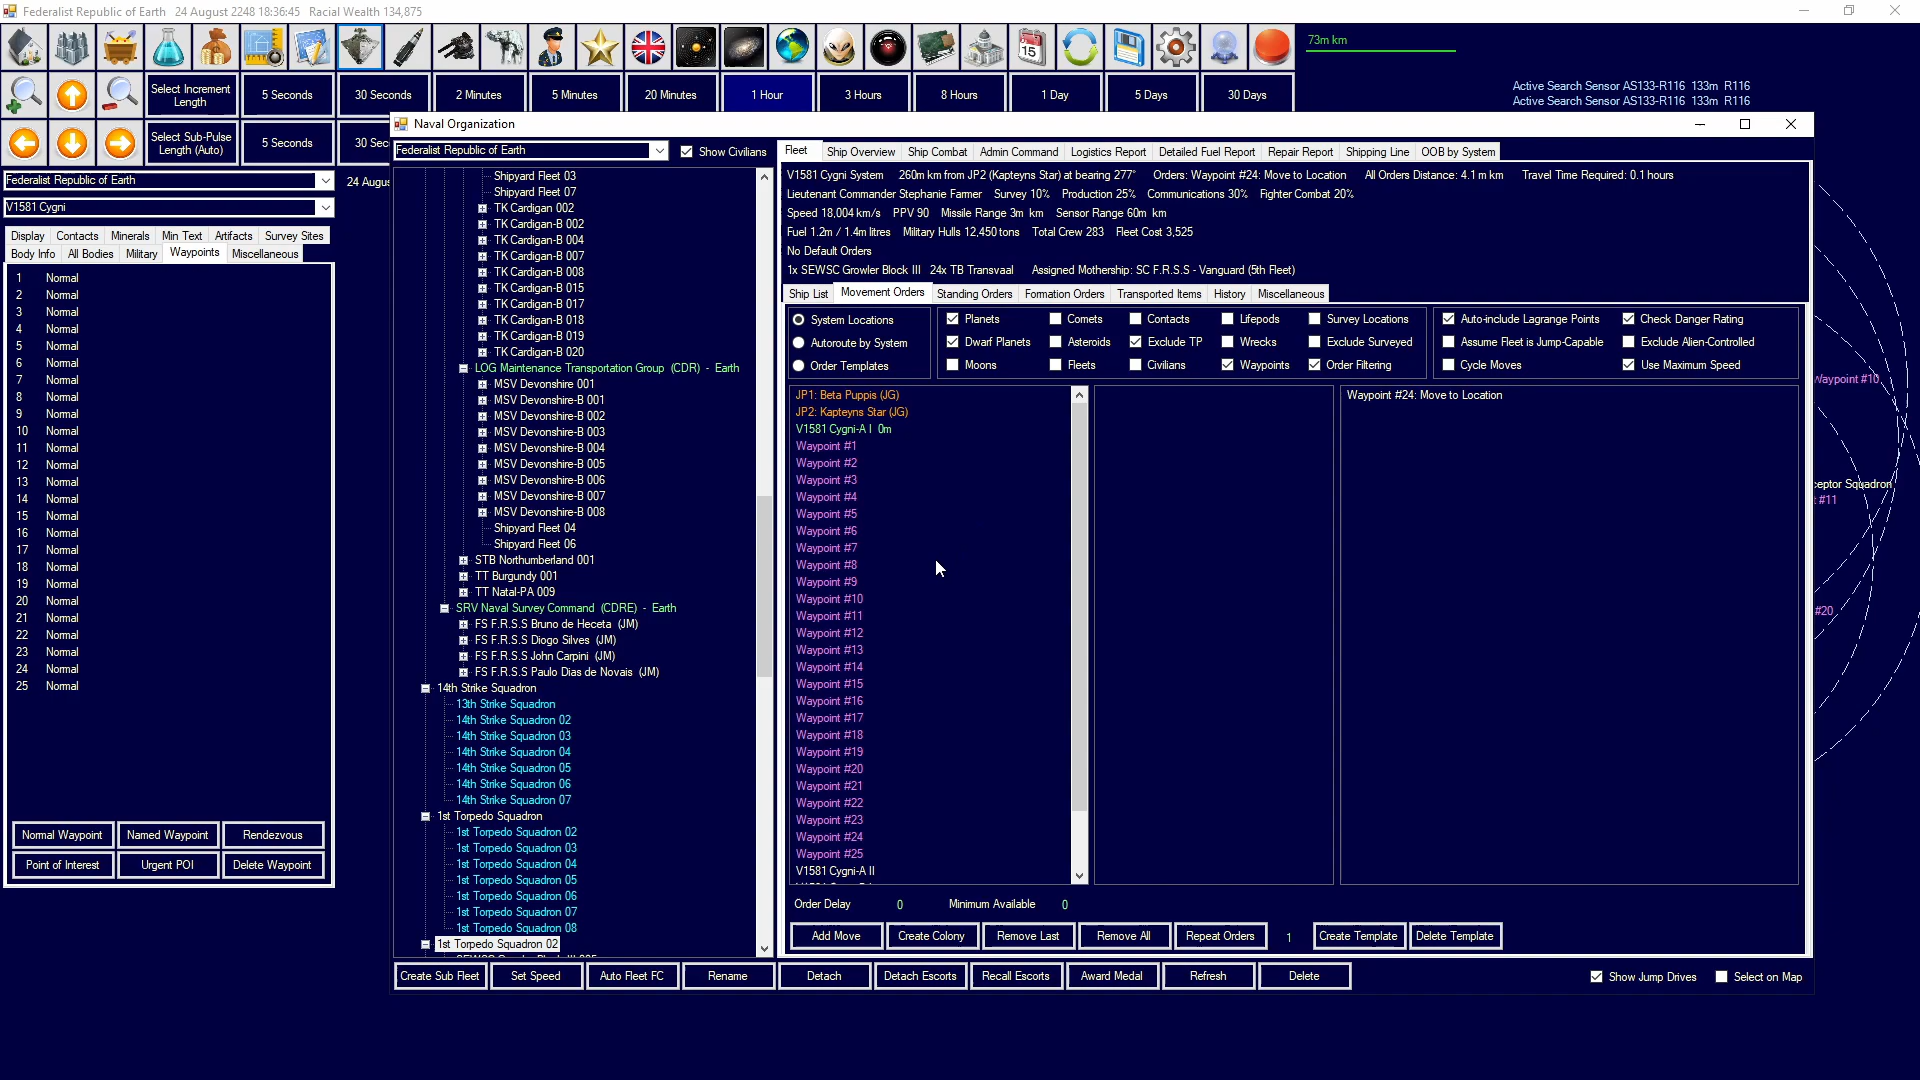 Federalist Republic of Earth 24 August 2248 18:36:45 Racial Wealth 134,875
73m km
Select Increment Length
5 Seconds
30 Seconds
2 Minutes
5 Minutes
20 Minutes
1 Hour
3 Hours
8 Hours
1 Day
5 Days
30 Days
Active Search Sensor AS133-R116 133m R116
Active Search Sensor AS133-R116 133m R116
Select Sub-Pulse Length (Auto)
5 Seconds
30 Sec
Federalist Republic of Earth
24 Augus
V1581 Cygni
Display Contacts Minerals Min Text Artifacts Survey Sites
Body Info All Bodies Military Waypoints Miscellaneous
1 Normal
2 Normal
3 Normal
4 Normal
5 Normal
6 Normal
7 Normal
8 Normal
9 Normal
10 Normal
11 Normal
12 Normal
13 Normal
14 Normal
15 Normal
16 Normal
17 Normal
18 Normal
19 Normal
20 Normal
21 Normal
22 Normal
23 Normal
24 Normal
25 Normal
Normal Waypoint Named Waypoint Rendezvous
Point of Interest Urgent POI Delete Waypoint
Naval Organization
Federalist Republic of Earth
Show Civilians
Shipyard Fleet 03
Shipyard Fleet 07
TK Cardigan 002
TK Cardigan-B 002
TK Cardigan-B 004
TK Cardigan-B 007
TK Cardigan-B 008
TK Cardigan-B 015
TK Cardigan-B 017
TK Cardigan-B 018
TK Cardigan-B 019
TK Cardigan-B 020
LOG Maintenance Transportation Group (CDR) - Earth
MSV Devonshire 001
MSV Devonshire-B 001
MSV Devonshire-B 002
MSV Devonshire-B 003
MSV Devonshire-B 004
MSV Devonshire-B 005
MSV Devonshire-B 006
MSV Devonshire-B 007
MSV Devonshire-B 008
Shipyard Fleet 04
Shipyard Fleet 06
STB Northumberland 001
TT Burgundy 001
TT Natal-PA 009
SRV Naval Survey Command (CDRE) - Earth
FS F.R.S.S Bruno de Heceta (JM)
FS F.R.S.S Diogo Silves (JM)
FS F.R.S.S John Carpini (JM)
FS F.R.S.S Paulo Dias de Novais (JM)
14th Strike Squadron
13th Strike Squadron
14th Strike Squadron 02
14th Strike Squadron 03
14th Strike Squadron 04
14th Strike Squadron 05
14th Strike Squadron 06
14th Strike Squadron 07
1st Torpedo Squadron
1st Torpedo Squadron 02
1st Torpedo Squadron 03
1st Torpedo Squadron 04
1st Torpedo Squadron 05
1st Torpedo Squadron 06
1st Torpedo Squadron 07
1st Torpedo Squadron 08
1st Torpedo Squadron 02
Fleet Ship Overview Ship Combat Admin Command Logistics Report Detailed Fuel Report Repair Report Shipping Line OOB by System
V1581 Cygni System 260m km from JP2 (Kapteyns Star) at bearing 277° Orders: Waypoint #24: Move to Location All Orders Distance: 4.1 m km Travel Time Required: 0.1 hours
Lieutenant Commander Stephanie Farmer Survey 10% Production 25% Communications 30% Fighter Combat 20%
Speed 18,004 km/s PPV 90 Missile Range 3m km Sensor Range 60m km
Fuel 1.2m / 1.4m litres Military Hulls 12,450 tons Total Crew 283 Fleet Cost 3,525
No Default Orders
1x SEWSC Growler Block III 24x TB Transvaal Assigned Mothership: SC F.R.S.S - Vanguard (5th Fleet)
Ship List Movement Orders Standing Orders Formation Orders Transported Items History Miscellaneous
System Locations
Autoroute by System
Order Templates
Planets Comets Contacts Lifepods Survey Locations
Dwarf Planets Asteroids Exclude TP Wrecks Exclude Surveyed
Moons Fleets Civilians Waypoints Order Filtering
Auto-include Lagrange Points Check Danger Rating
Assume Fleet is Jump-Capable Exclude Alien-Controlled
Cycle Moves Use Maximum Speed
JP1: Beta Puppis (JG)
JP2: Kapteyns Star (JG)
V1581 Cygni-A I 0m
Waypoint #1
Waypoint #2
Waypoint #3
Waypoint #4
Waypoint #5
Waypoint #6
Waypoint #7
Waypoint #8
Waypoint #9
Waypoint #10
Waypoint #11
Waypoint #12
Waypoint #13
Waypoint #14
Waypoint #15
Waypoint #16
Waypoint #17
Waypoint #18
Waypoint #19
Waypoint #20
Waypoint #21
Waypoint #22
Waypoint #23
Waypoint #24
Waypoint #25
V1581 Cygni-A II
Waypoint #24: Move to Location
Order Delay 0 Minimum Available 0
Add Move Create Colony Remove Last Remove All Repeat Orders 1 Create Template Delete Template
Create Sub Fleet Set Speed Auto Fleet FC Rename Detach Detach Escorts Recall Escorts Award Medal Refresh Delete
Show Jump Drives Select on Map
Waypoint #10
ceptor Squadron
#11
#20